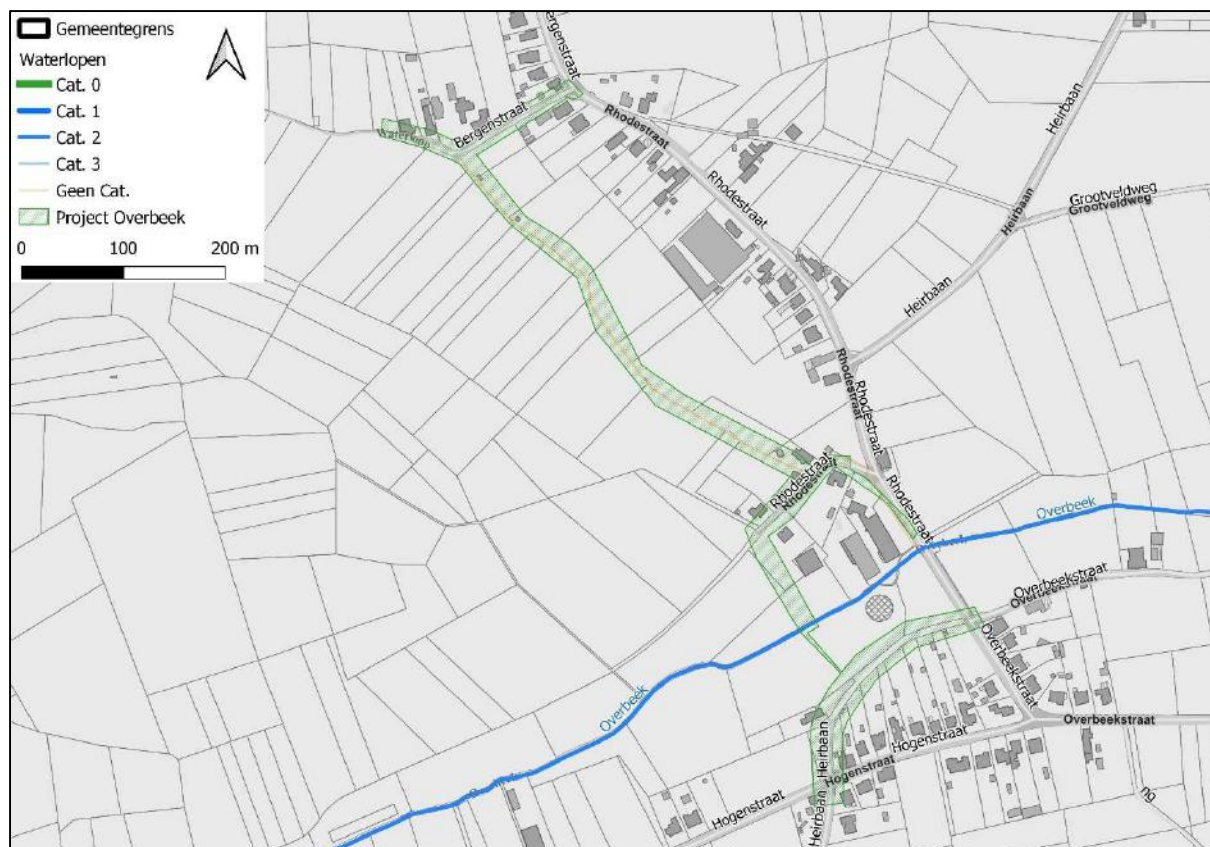 Gemeentegrens
Waterlopen
Cat. 0
Cat. 1
Cat. 2
Cat. 3
Geen Cat.
Project Overbeek
0 100 200 m
Bergenstraat
Waterloop
Bergenstraat
Rhodestraat
Rhodestraat
Heirbaan
Heirbaan
Grootveldweg
Grootveldweg
Heirbaan
Rhodestraat
Rhodestraat
Rhodestraat
Rhodestraat
Rhodestraat
Overbeek
Overbeekstraat
Overbeekstraat
Overbeekstraat
Overbeek
Overbeekstraat
Heirbaan
Hogenstraat
Hogenstraat
Hogenstraat
Heirbaan
ng